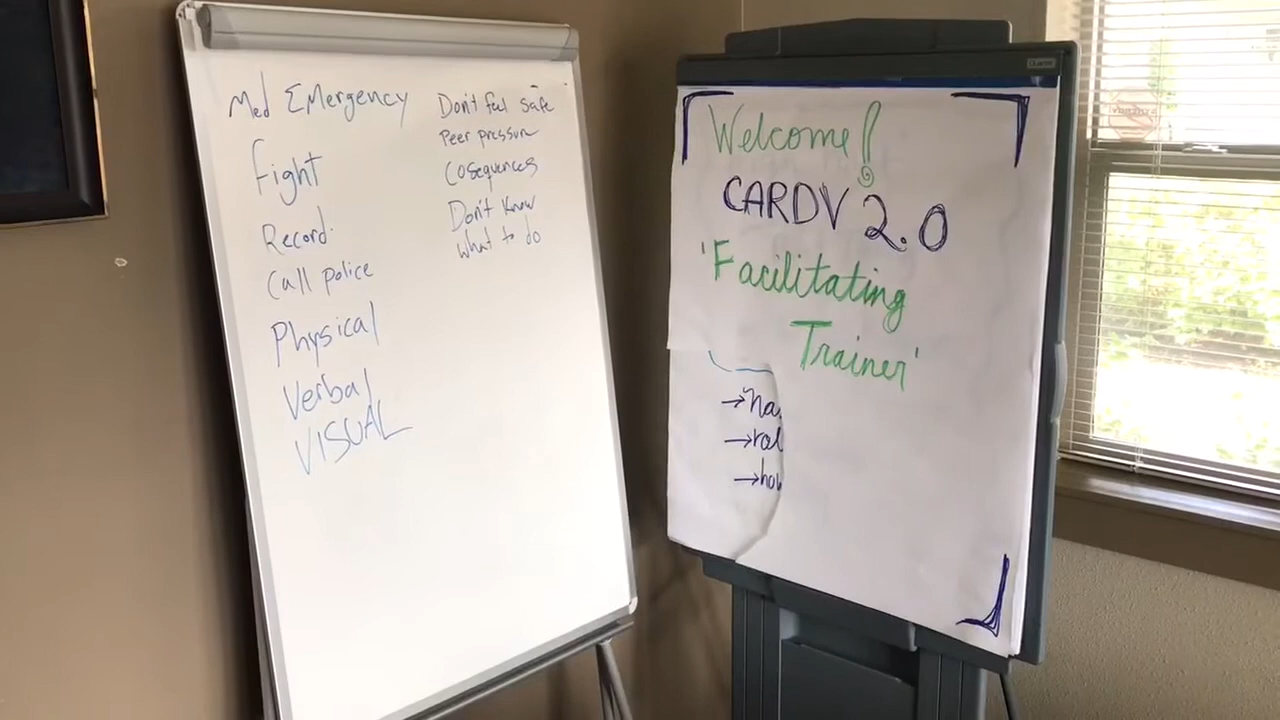 Med Emergency
Fight
Record
Call police
Physical
Verbal
VISUAL
Don't feel safe
Peer pressure
Cosequences
Don't know
what to do
Quartet
Welcome!
CARDV 2.0
'Facilitating
Trainer'
→
→
→